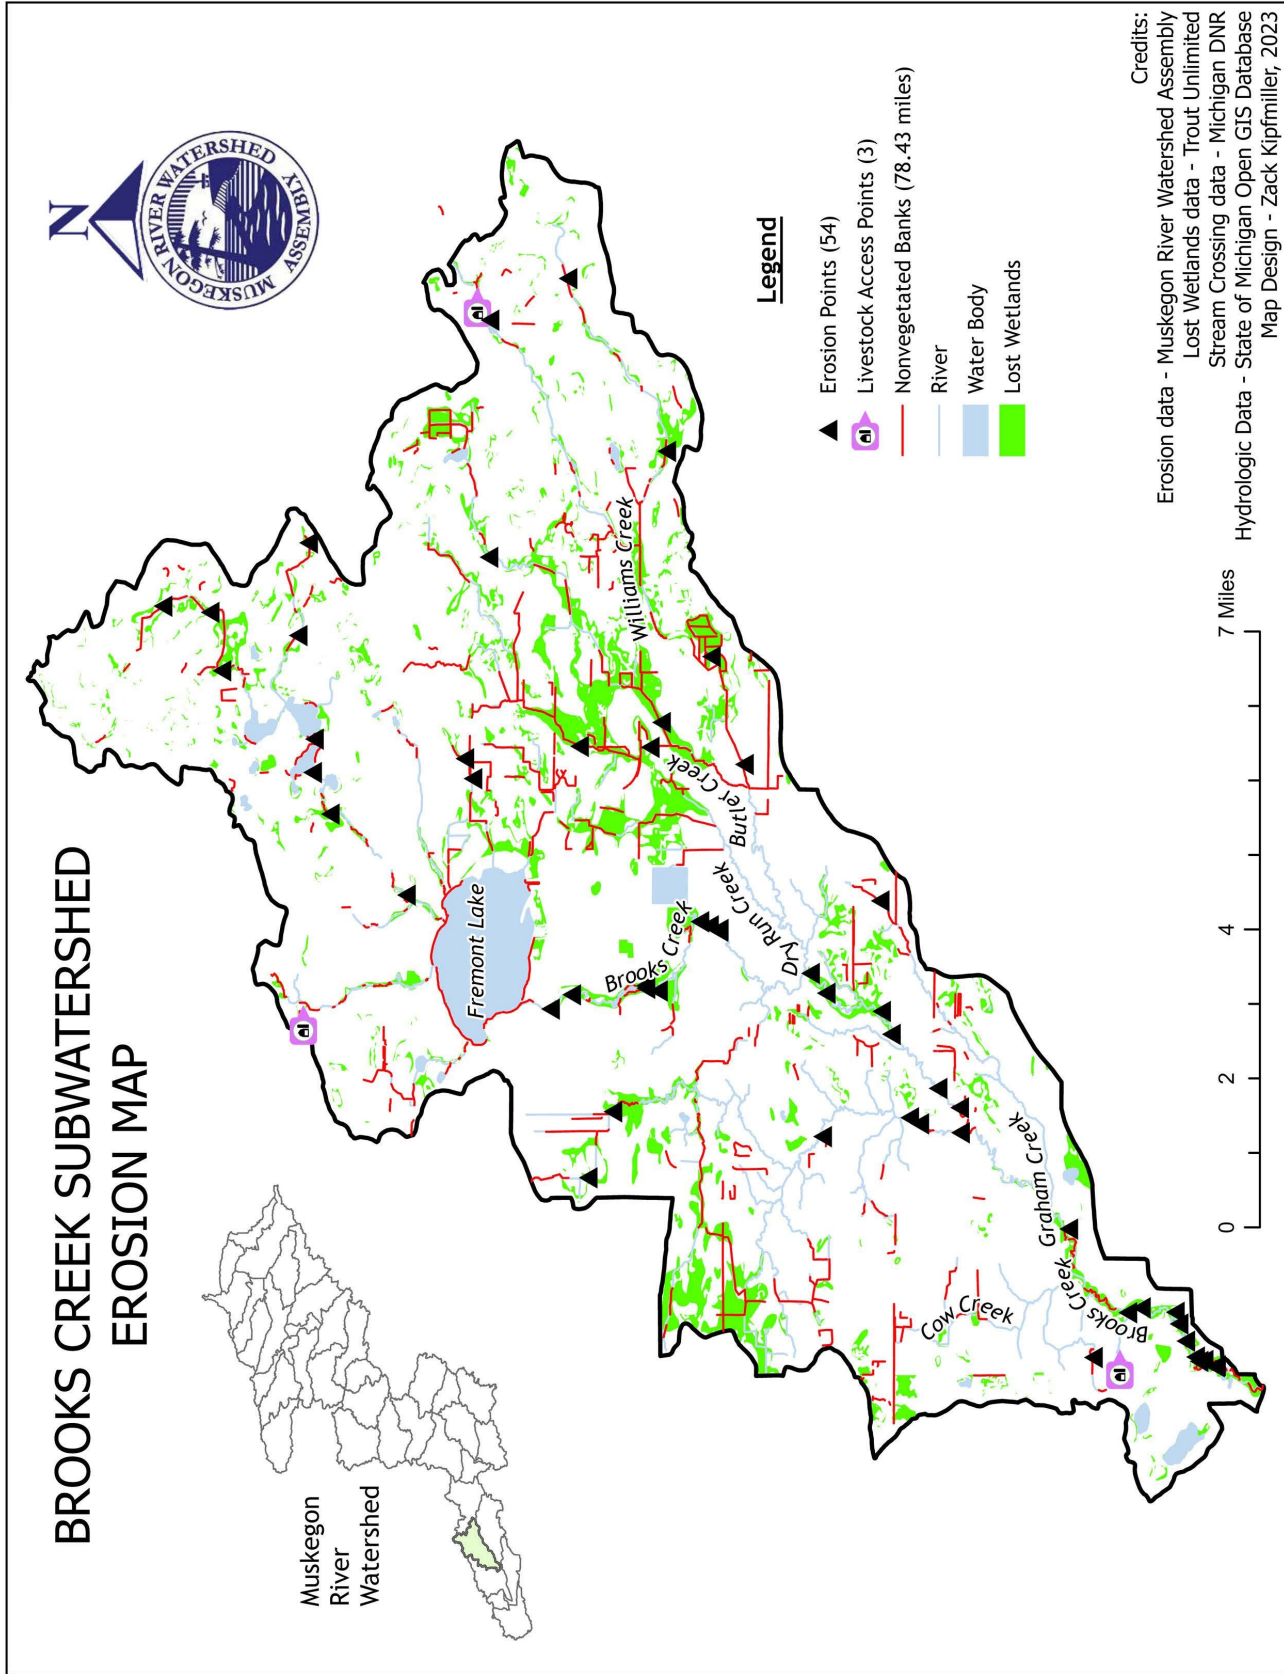 BROOKS CREEK SUBWATERSHED
EROSION MAP
N
MUSKEGON RIVER WATERSHED
ASSEMBLY
Muskegon
River
Watershed
Fremont Lake
Brooks Creek
Williams Creek
Butler Creek
Dry Run Creek
Graham Creek
Brooks Creek
Cow Creek
Legend
Erosion Points (54)
Livestock Access Points (3)
Nonvegetated Banks (78.43 miles)
River
Water Body
Lost Wetlands
0 2 4 7 Miles
Credits:
Erosion data - Muskegon River Watershed Assembly
Lost Wetlands data - Trout Unlimited
Stream Crossing data - Michigan DNR
Hydrologic Data - State of Michigan Open GIS Database
Map Design - Zack Kipfmiller, 2023